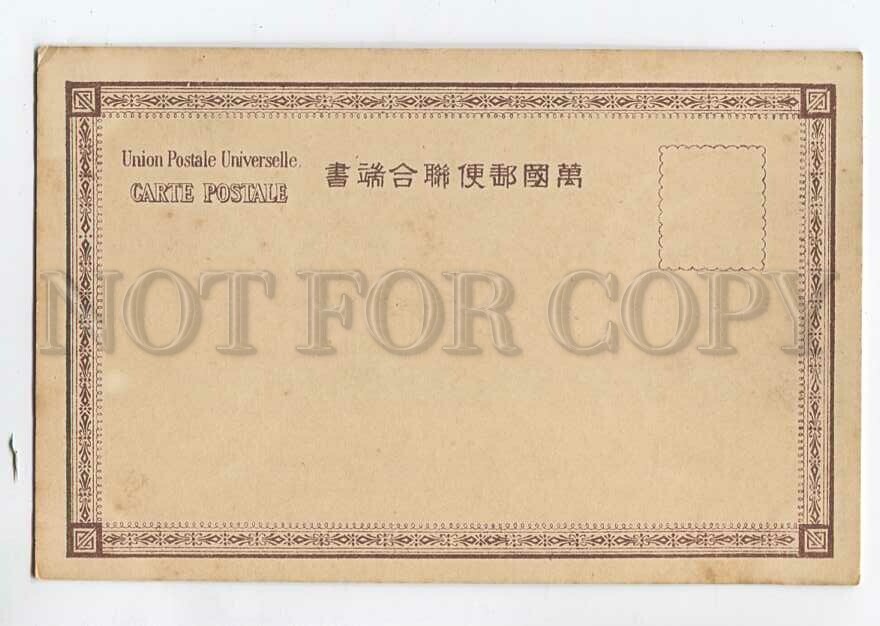 Union Postale Universelle.
CARTE POSTALE
萬國郵便聯合端書
NOT FOR COPY